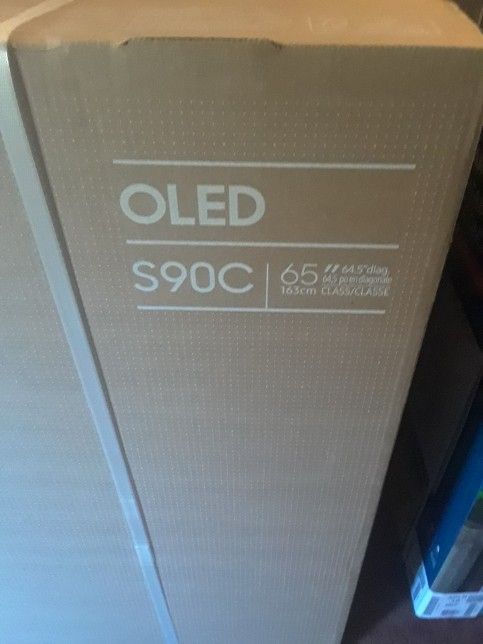 OLED
S90C
65" 64.5"diag.
64,5 po en diagonale
163cm CLASS/CLASSE